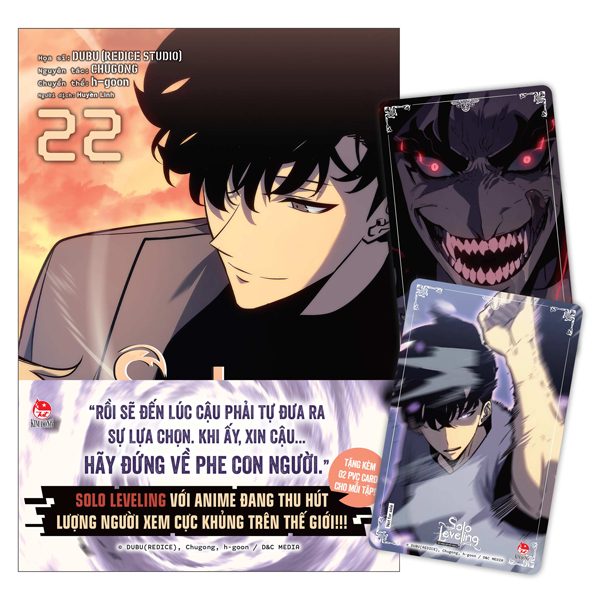 Họa sĩ: DUBU (REDICE STUDIO)
Nguyên tác: CHUGONG
Chuyển thể: h-goon
Người dịch: Huyền Linh
22
KIM ĐỒNG
“RỒI SẼ ĐẾN LÚC CẬU PHẢI TỰ ĐƯA RA
SỰ LỰA CHỌN. KHI ẤY, XIN CẬU...
HÃY ĐỨNG VỀ PHE CON NGƯỜI.”
TẶNG KÈM
02 PVC CARD
CHO MỖI TẬP!
SOLO LEVELING VỚI ANIME ĐANG THU HÚT
LƯỢNG NGƯỜI XEM CỰC KHỦNG TRÊN THẾ GIỚI!!!
© DUBU(REDICE), Chugong, h-goon / D&C MEDIA
Solo
Leveling
© DUBU(REDICE), Chugong, h-goon / D&C MEDIA